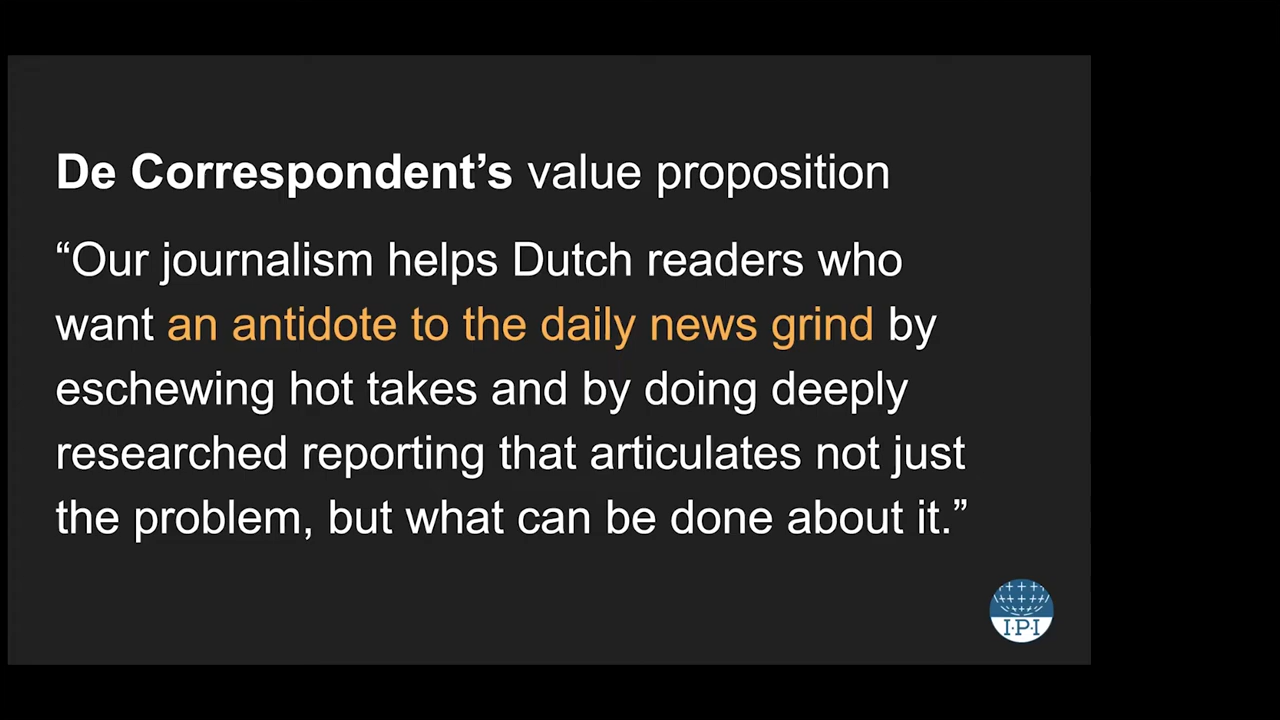 De Correspondent’s value proposition
“Our journalism helps Dutch readers who
want an antidote to the daily news grind by
eschewing hot takes and by doing deeply
researched reporting that articulates not just
the problem, but what can be done about it.”
I·P·I